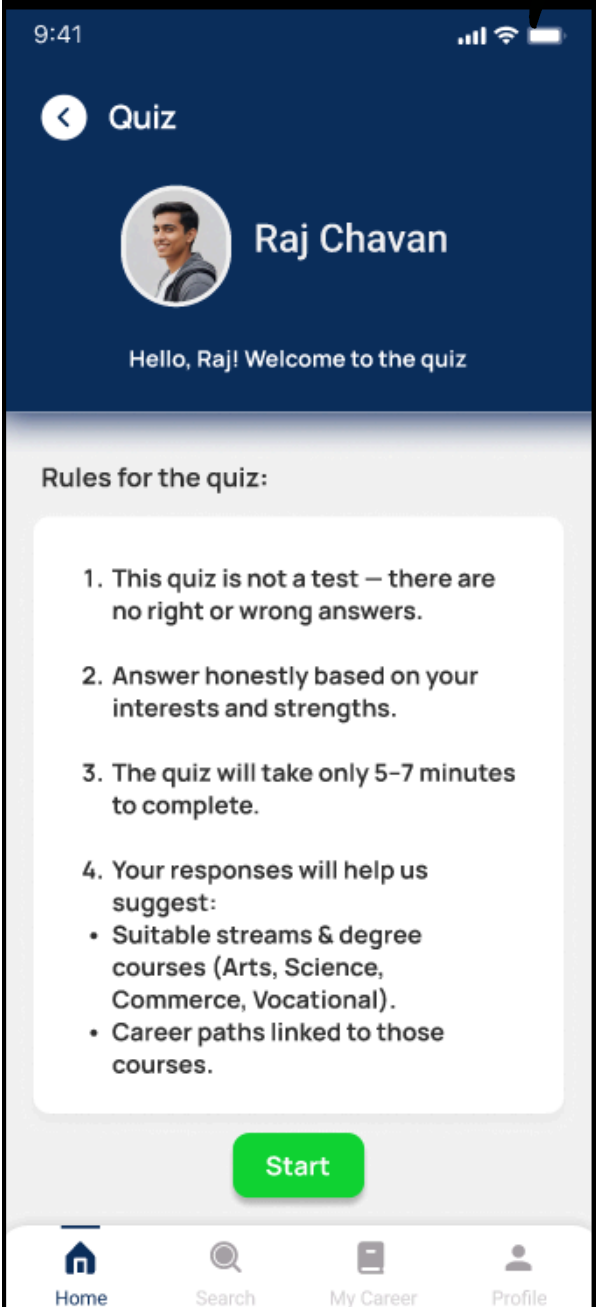 9:41
Quiz
Raj Chavan
Hello, Raj! Welcome to the quiz
Rules for the quiz:
1. This quiz is not a test – there are
no right or wrong answers.
2. Answer honestly based on your
interests and strengths.
3. The quiz will take only 5–7 minutes
to complete.
4. Your responses will help us
suggest:
• Suitable streams & degree
courses (Arts, Science,
Commerce, Vocational).
• Career paths linked to those
courses.
Start
Home
Search
My Career
Profile